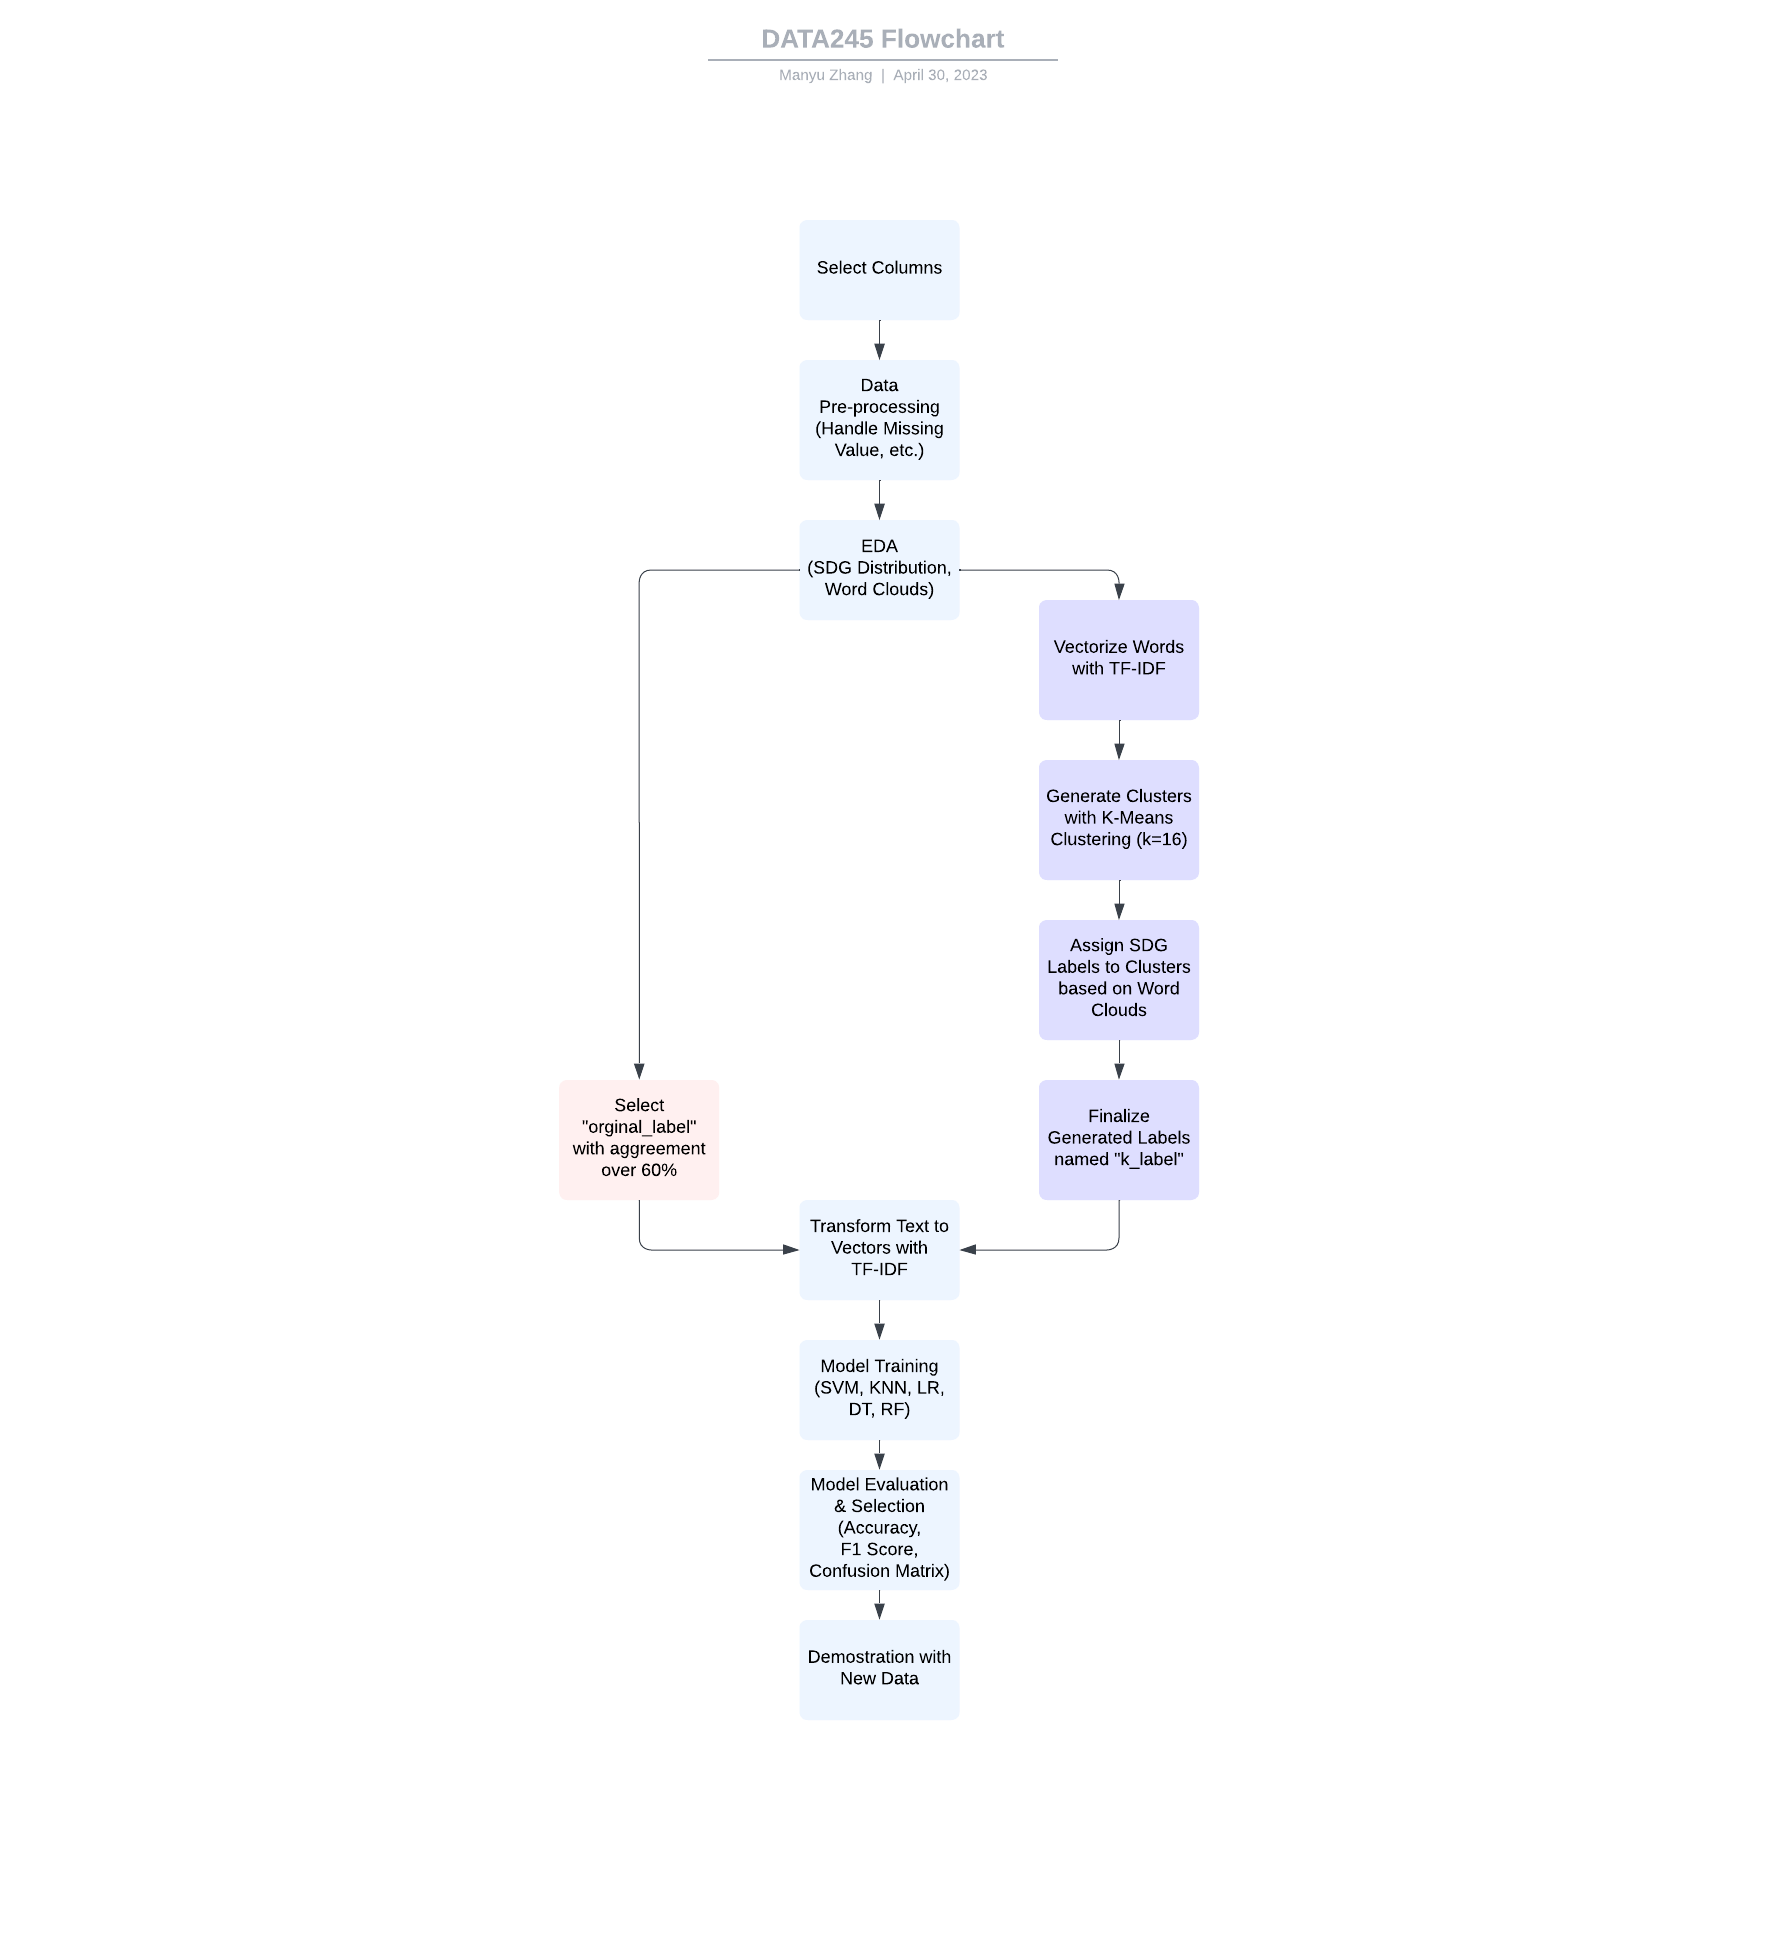 DATA245 Flowchart
Manyu Zhang | April 30, 2023
Select Columns
Data
Pre-processing
(Handle Missing
Value, etc.)
EDA
(SDG Distribution,
Word Clouds)
Vectorize Words
with TF-IDF
Generate Clusters
with K-Means
Clustering (k=16)
Assign SDG
Labels to Clusters
based on Word
Clouds
Select
"orginal_label"
with aggreement
over 60%
Finalize
Generated Labels
named "k_label"
Transform Text to
Vectors with
TF-IDF
Model Training
(SVM, KNN, LR,
DT, RF)
Model Evaluation
& Selection
(Accuracy,
F1 Score,
Confusion Matrix)
Demostration with
New Data